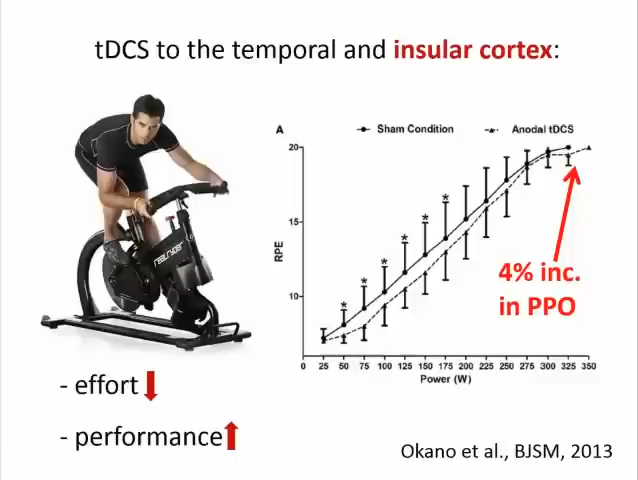 tDCS to the temporal and insular cortex:
A
Sham Condition
Anodal tDCS
20
15
10
RPE
* * * * * * *
0 25 50 75 100 125 150 175 200 225 250 275 300 325 350
Power (W)
4% inc.
in PPO
- effort
- performance
Okano et al., BJSM, 2013